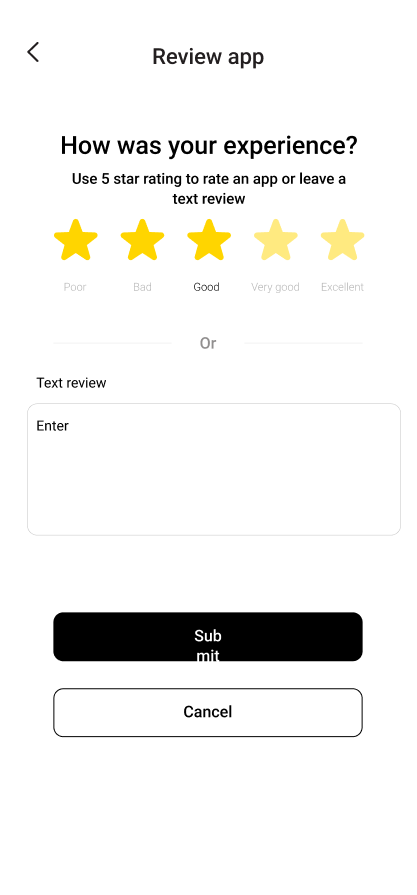 Review app
How was your experience?
Use 5 star rating to rate an app or leave a
text review
Poor Bad Good Very good Excellent
Or
Text review
Enter
Sub
mit
Cancel